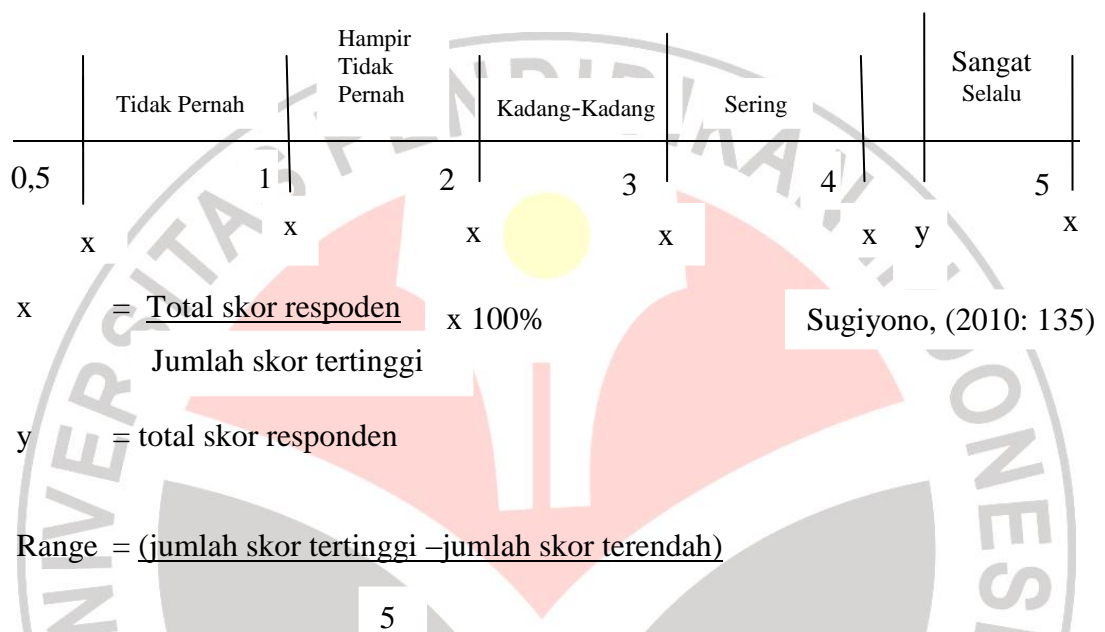 Hampir
Tidak
Pernah
Tidak Pernah
Kadang-Kadang
Sering
Sangat
Selalu
0,5 1 2 3 4 5
x x x x x y x
x = Total skor respoden x 100% Sugiyono, (2010: 135)
Jumlah skor tertinggi
y = total skor responden
Range = (jumlah skor tertinggi –jumlah skor terendah)
5